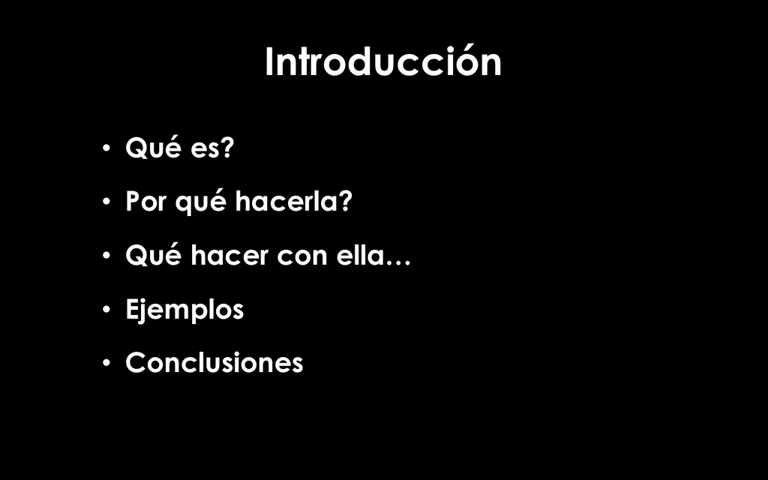 Introducción
• Qué es?
• Por qué hacerla?
• Qué hacer con ella…
• Ejemplos
• Conclusiones